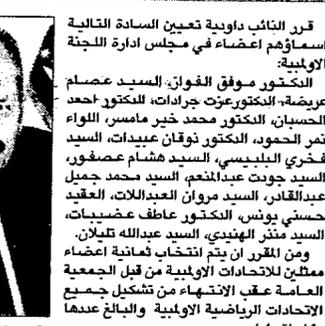 قرر النائب داودية تعيين السادة التالية
اسماؤهم اعضاء في مجلس ادارة اللجنة
الاولمبية:
الدكتور موفق الفواز، السيد عصام
عريضة، الدكتور عزت جرادات، الدكتور احمد
الحسبان، الدكتور محمد خير مامسر، اللواء
تمر الحمود، الدكتور ذوقان عبيدات، السيد
فخري البلبيسي، السيد هشام عصفور،
السيد جودت عبدالمنعم، السيد محمد جميل
عبدالقادر، السيد مروان العبداللات، العقيد
حسني يونس، الدكتور عاطف عضيبات،
السيد منذر الهنيدي، السيد عبدالله تليلان.
ومن المقرر ان يتم انتخاب ثمانية اعضاء
ممثلين للاتحادات الاولمبية من قبل الجمعية
العامة عقب الانتهاء من تشكيل جميع
الاتحادات الرياضية الاولمبية والبالغ عددها